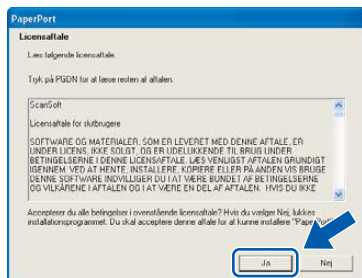 PaperPort
Licensaftale
Læs følgende licensaftale.
Tryk på PGDN for at læse resten af aftalen.
ScanSoft
Licensaftale for slutbrugere
SOFTWARE OG MATERIALER, SOM ER LEVERET MED DENNE AFTALE, ER
UNDER LICENS, IKKE SOLGT, OG ER UDELUKKENDE TIL BRUG UNDER
BETINGELSERNE I DENNE LICENSAFTALE. LÆS VENLIGST AFTALEN GRUNDIGT
IGENNEM. VED AT HENTE, INSTALLERE, KOPIERE ELLER PÅ ANDEN VIS BRUGE
DENNE SOFTWARE INDVILLIGER DU I AT VÆRE BUNDET AF BETINGELSERNE
OG VILKÅRENE I AFTALEN OG I AT VÆRE EN DEL AF AFTALEN. HVIS DU IKKE
Accepterer du alle betingelser i ovenstående licensaftale? Hvis du vælger Nej, lukkes
installationsprogrammet. Du skal acceptere denne aftale for at kunne installere "PaperPort"
Ja
Nej